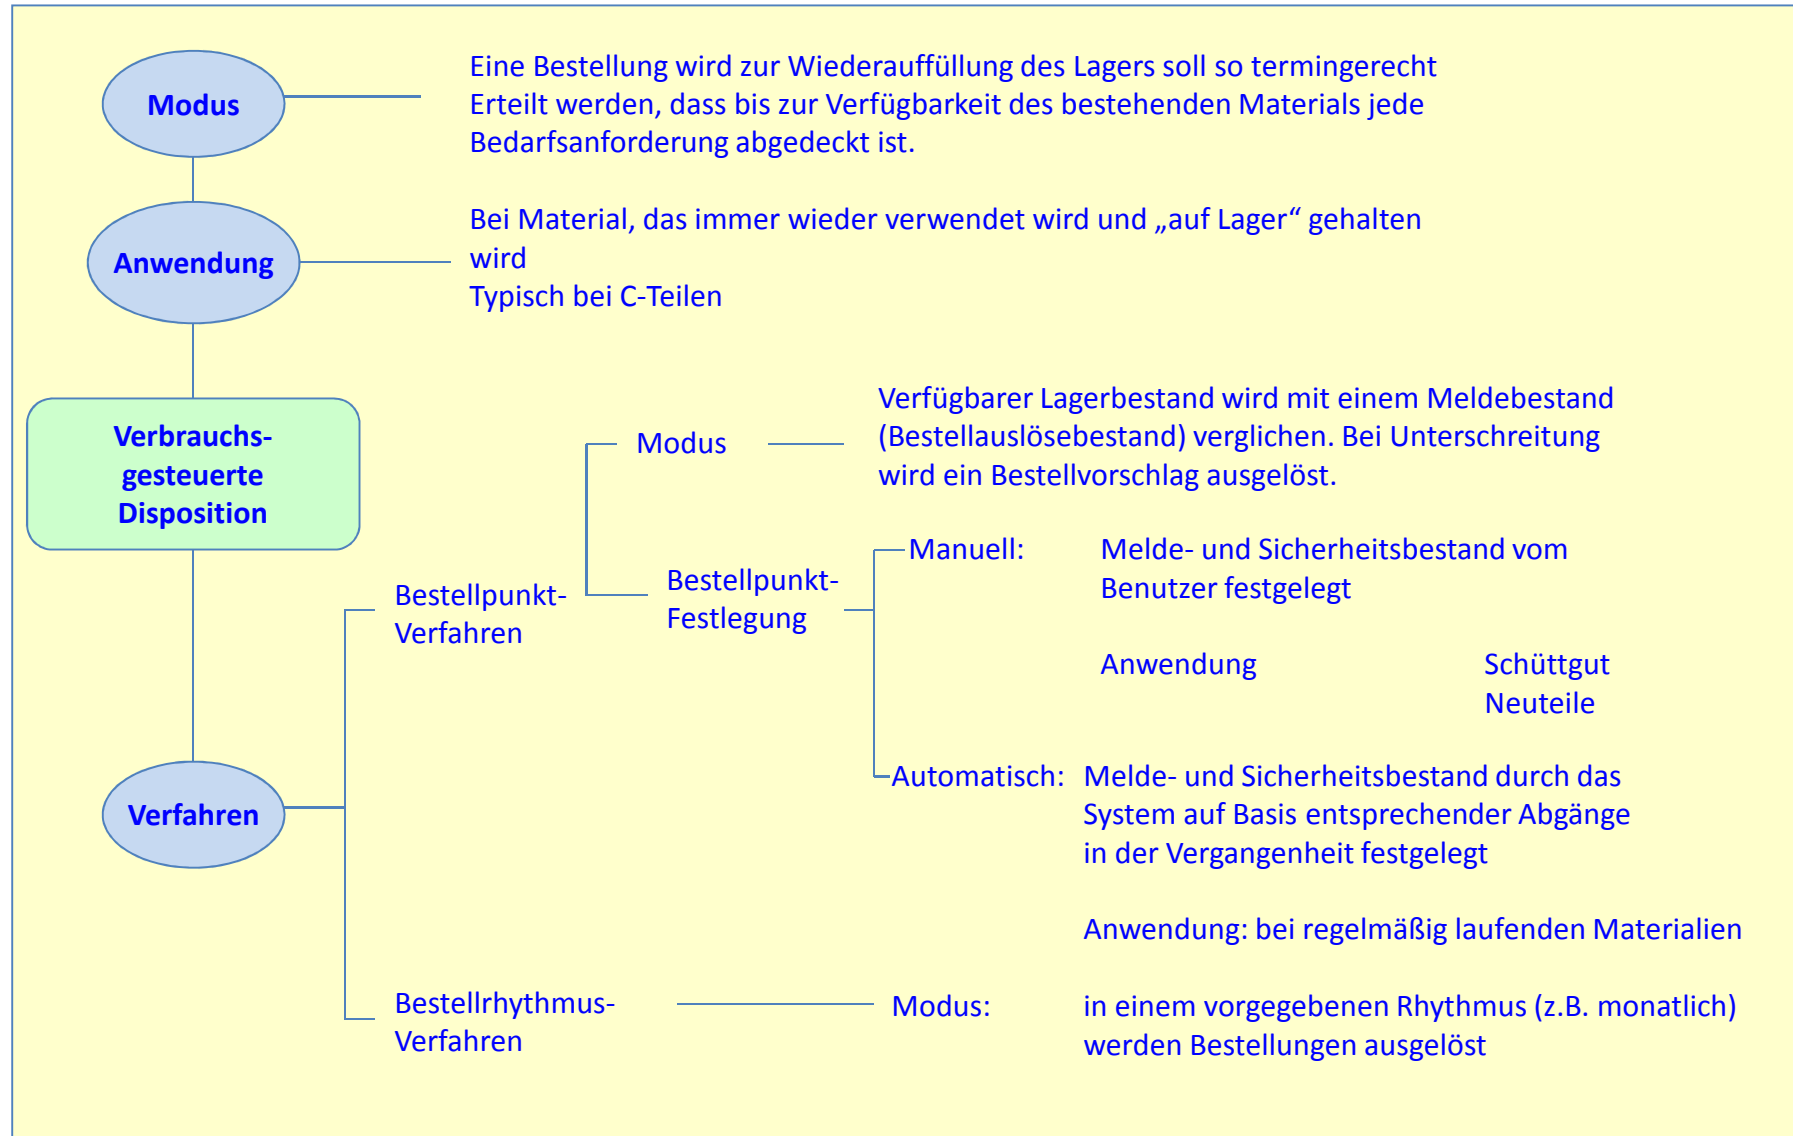 Modus
Eine Bestellung wird zur Wiederauffüllung des Lagers soll so termingerecht
Erteilt werden, dass bis zur Verfügbarkeit des bestehenden Materials jede
Bedarfsanforderung abgedeckt ist.
Anwendung
Bei Material, das immer wieder verwendet wird und „auf Lager“ gehalten
wird
Typisch bei C-Teilen
Verbrauchs-
gesteuerte
Disposition
Verfahren
Bestellpunkt-
Verfahren
Modus
Verfügbarer Lagerbestand wird mit einem Meldebestand
(Bestellauslösebestand) verglichen. Bei Unterschreitung
wird ein Bestellvorschlag ausgelöst.
Bestellpunkt-
Festlegung
Manuell:
Melde- und Sicherheitsbestand vom
Benutzer festgelegt
Anwendung
Schüttgut
Neuteile
Automatisch:
Melde- und Sicherheitsbestand durch das
System auf Basis entsprechender Abgänge
in der Vergangenheit festgelegt
Anwendung: bei regelmäßig laufenden Materialien
Bestellrhythmus-
Verfahren
Modus:
in einem vorgegebenen Rhythmus (z.B. monatlich)
werden Bestellungen ausgelöst